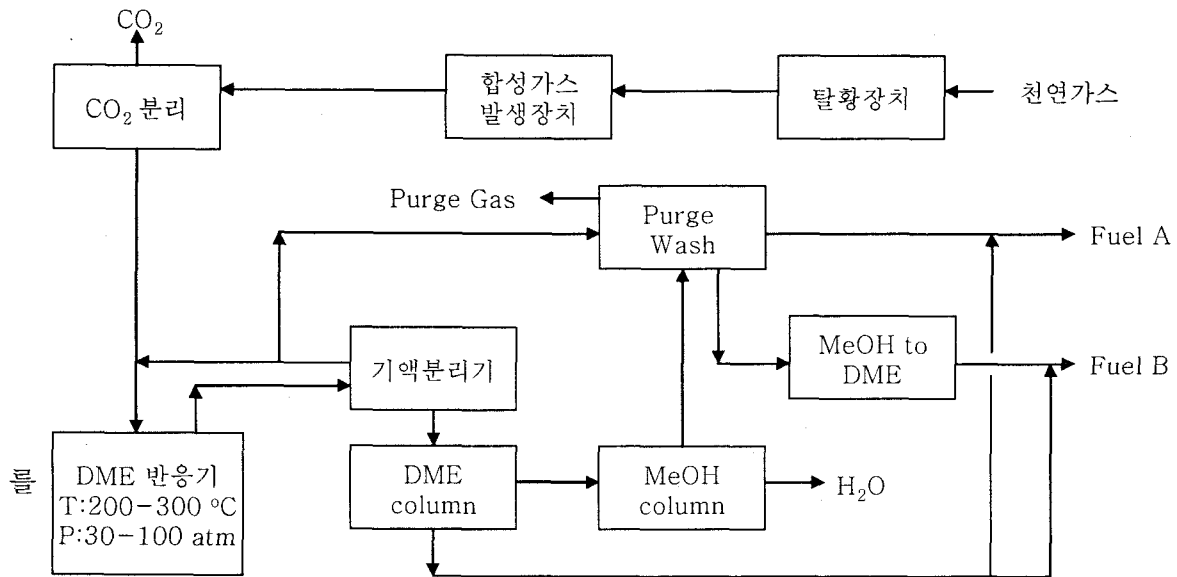 CO₂
CO₂ 분리
합성가스
발생장치
탈황장치
천연가스
Purge Gas
Purge
Wash
Fuel A
기액분리기
MeOH to
DME
Fuel B
를
DME 반응기
T:200-300 ℃
P:30-100 atm
DME
column
MeOH
column
H₂O